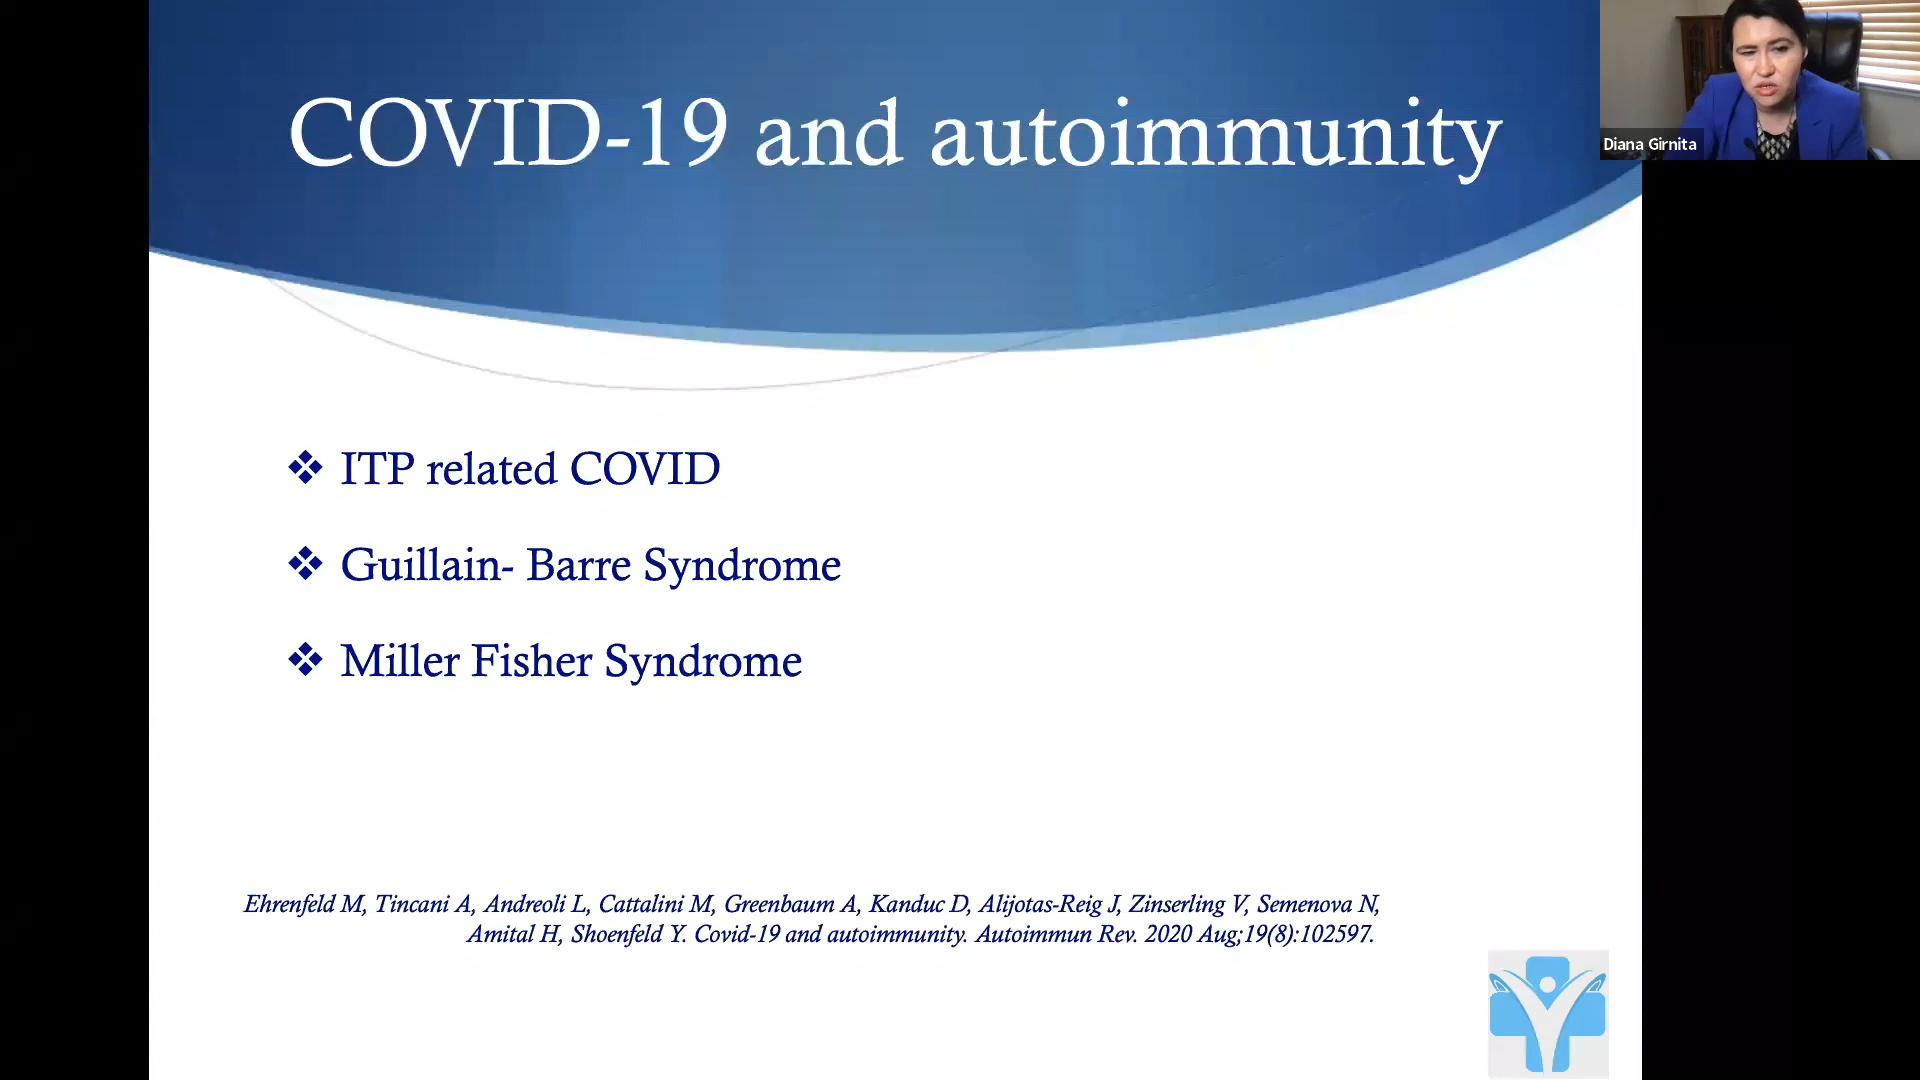 COVID-19 and autoimmunity
Diana Girnita
❖ ITP related COVID
❖ Guillain- Barre Syndrome
❖ Miller Fisher Syndrome
Ehrenfeld M, Tincani A, Andreoli L, Cattalini M, Greenbaum A, Kanduc D, Alijotas-Reig J, Zinserling V, Semenova N,
Amital H, Shoenfeld Y. Covid-19 and autoimmunity. Autoimmun Rev. 2020 Aug;19(8):102597.